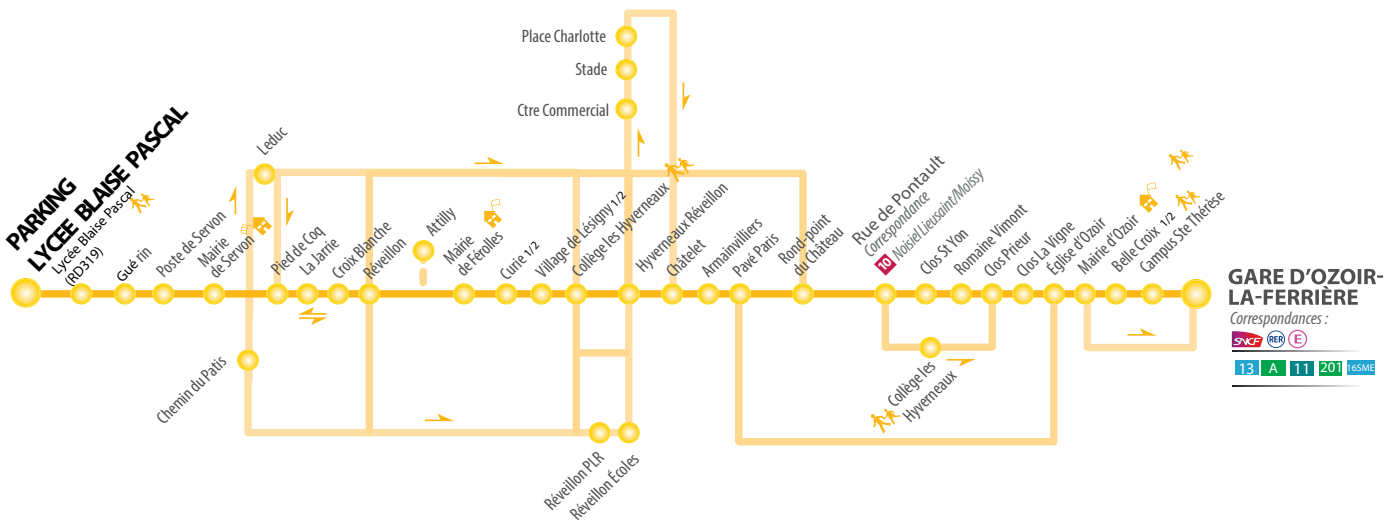 PARKING
LYCEE BLAISE PASCAL
Lycée Blaise Pascal
(RD319)
Gué rin
Poste de Servon
Mairie
de Servon
Leduc
Chemin du Patis
Pied de Coq
La Jarrie
Croix Blanche
Réveillon
Attilly
Mairie
de Férolles
Curie 1/2
Village de Lésigny 1/2
Collège les Hyverneaux
Réveillon PLR
Réveillon Écoles
Place Charlotte
Stade
Ctre Commercial
Hyverneaux Réveillon
Châtelet
Armainvilliers
Pavé Paris
Rond-point
du Château
Rue de Pontault
Correspondance
10 Noisiel Lieusaint/Moissy
Clos St Yon
Collège les
Hyverneaux
Romaine Vimont
Clos Prieur
Clos La Vigne
Église d'Ozoir
Mairie d'Ozoir
Belle Croix 1/2
Campus Ste Thérèse
GARE D'OZOIR-
LA-FERRIÈRE
Correspondances :
SNCF RER E
13 A 11 201 16SME